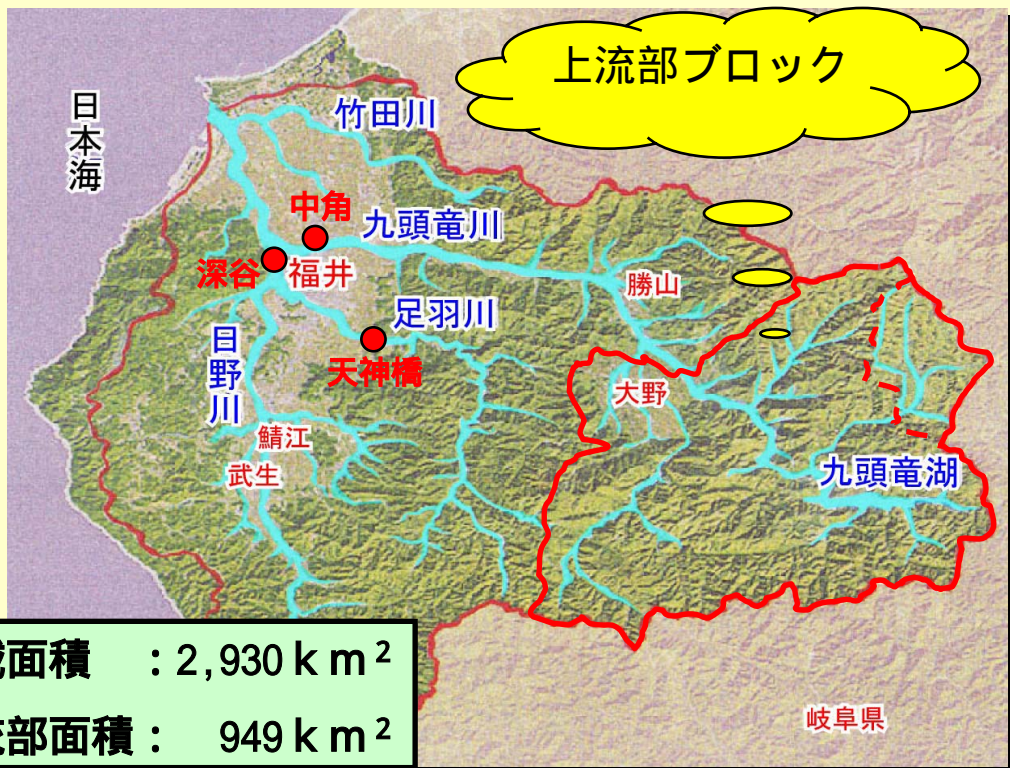 上流部ブロック
日本海
竹田川
中角
九頭竜川
深谷
福井
勝山
足羽川
日野川
天神橋
大野
鯖江
武生
九頭竜湖
域面積 :2,930km²
流部面積: 949km²
岐阜県